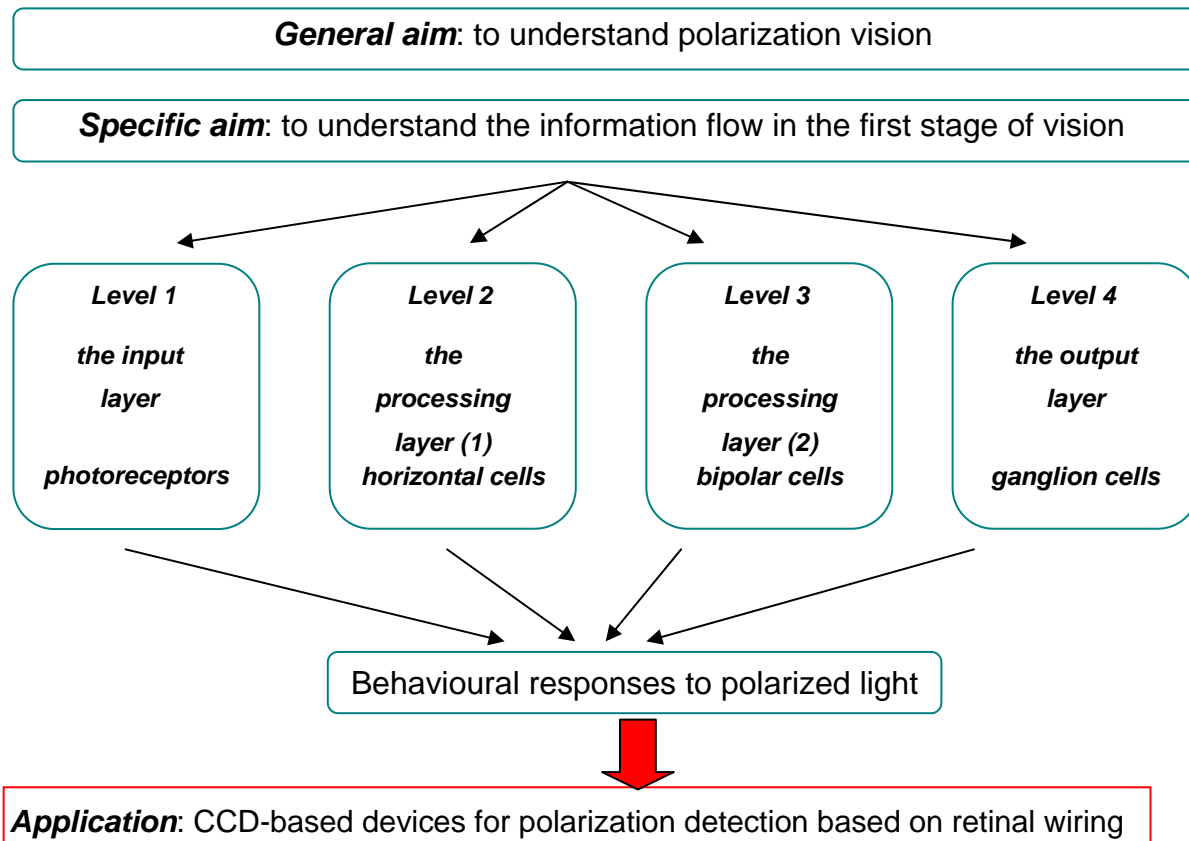 General aim: to understand polarization vision
Specific aim: to understand the information flow in the first stage of vision
Level 1
the input
layer
photoreceptors
Level 2
the
processing
layer (1)
horizontal cells
Level 3
the
processing
layer (2)
bipolar cells
Level 4
the output
layer
ganglion cells
Behavioural responses to polarized light
Application: CCD-based devices for polarization detection based on retinal wiring